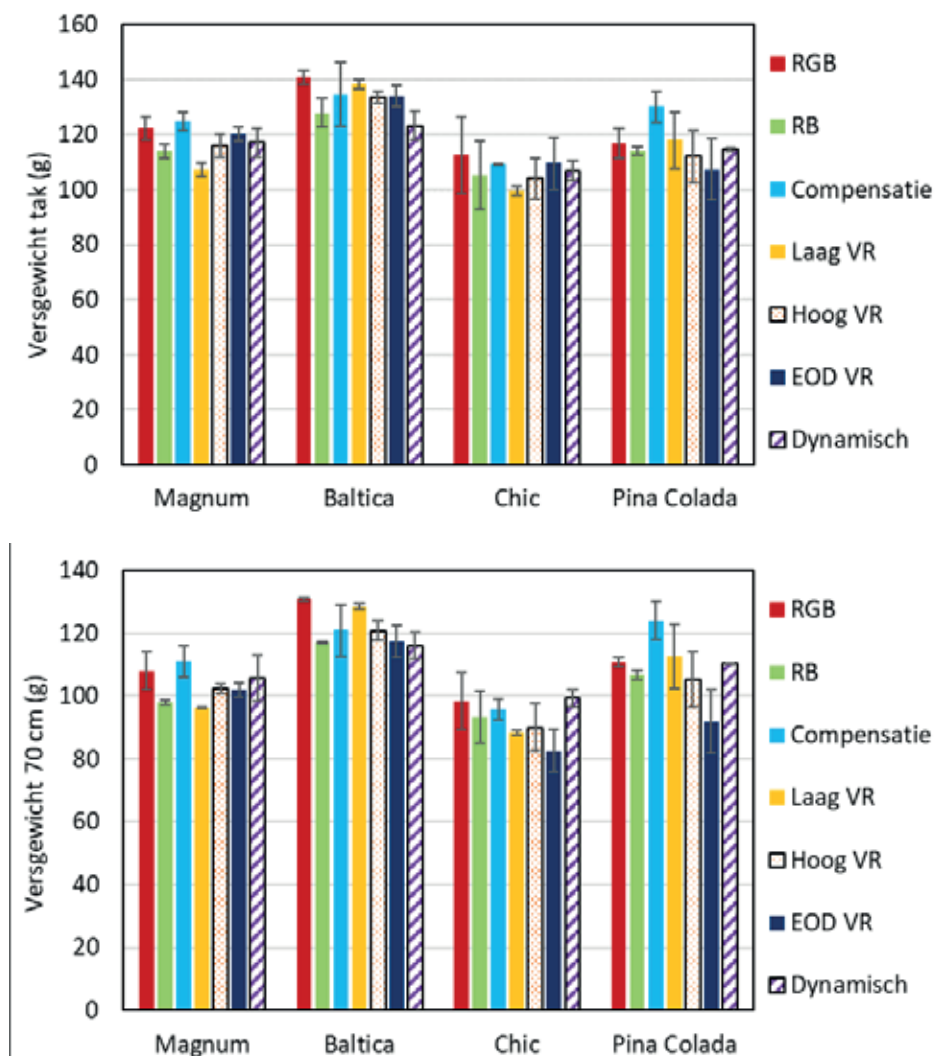 Versgewicht tak (g)
160
140
120
100
80
60
40
20
0
Magnum Baltica Chic Pina Colada
RGB
RB
Compensatie
Laag VR
Hoog VR
EOD VR
Dynamisch
Versgewicht 70 cm (g)
140
120
100
80
60
40
20
0
Magnum Baltica Chic Pina Colada
RGB
RB
Compensatie
Laag VR
Hoog VR
EOD VR
Dynamisch